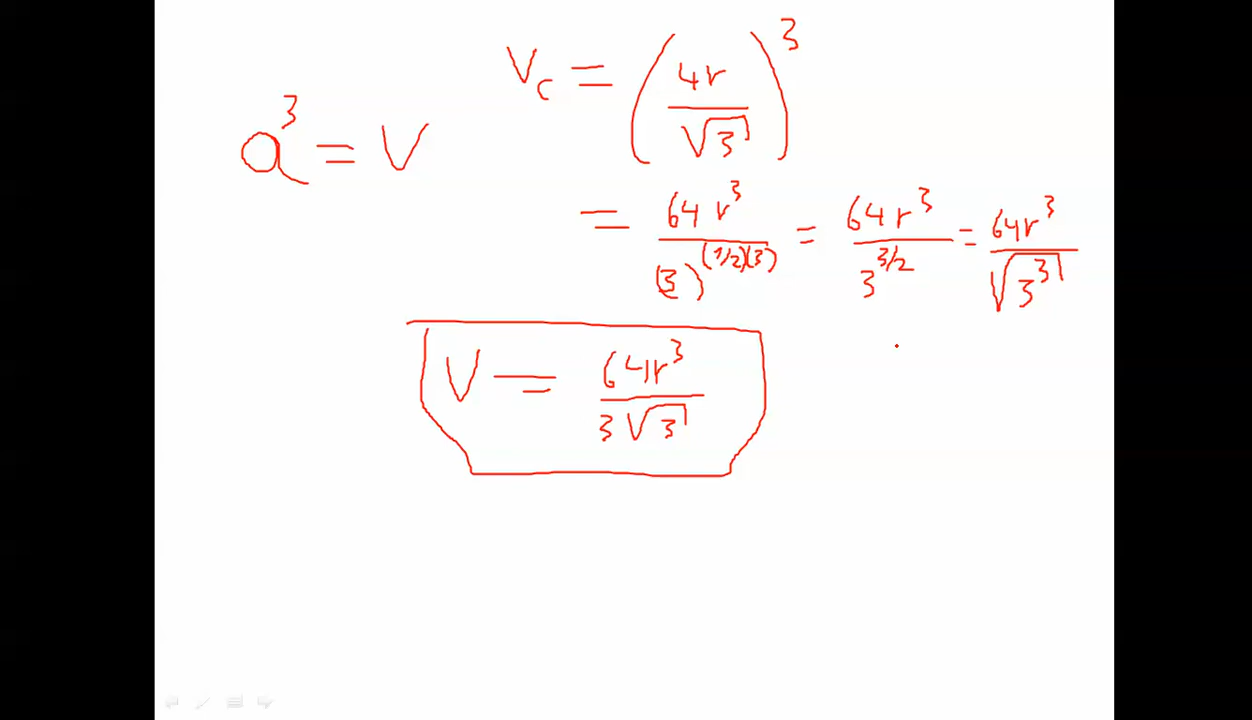 a³ = V
V_c = (4r / √3)³
= 64r³ / (3)^((1/2)(3)) = 64r³ / 3^(3/2) = 64r³ / √(3³)
V = 64r³ / 3√3